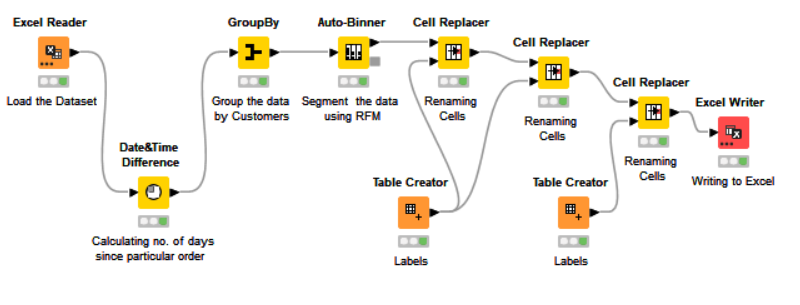 Excel Reader
Load the Dataset
Date&Time
Difference
Calculating no. of days
since particular order
GroupBy
Group the data
by Customers
Auto-Binner
Segment the data
using RFM
Cell Replacer
Renaming
Cells
Cell Replacer
Renaming
Cells
Cell Replacer
Renaming
Cells
Excel Writer
Writing to Excel
Table Creator
Labels
Table Creator
Labels